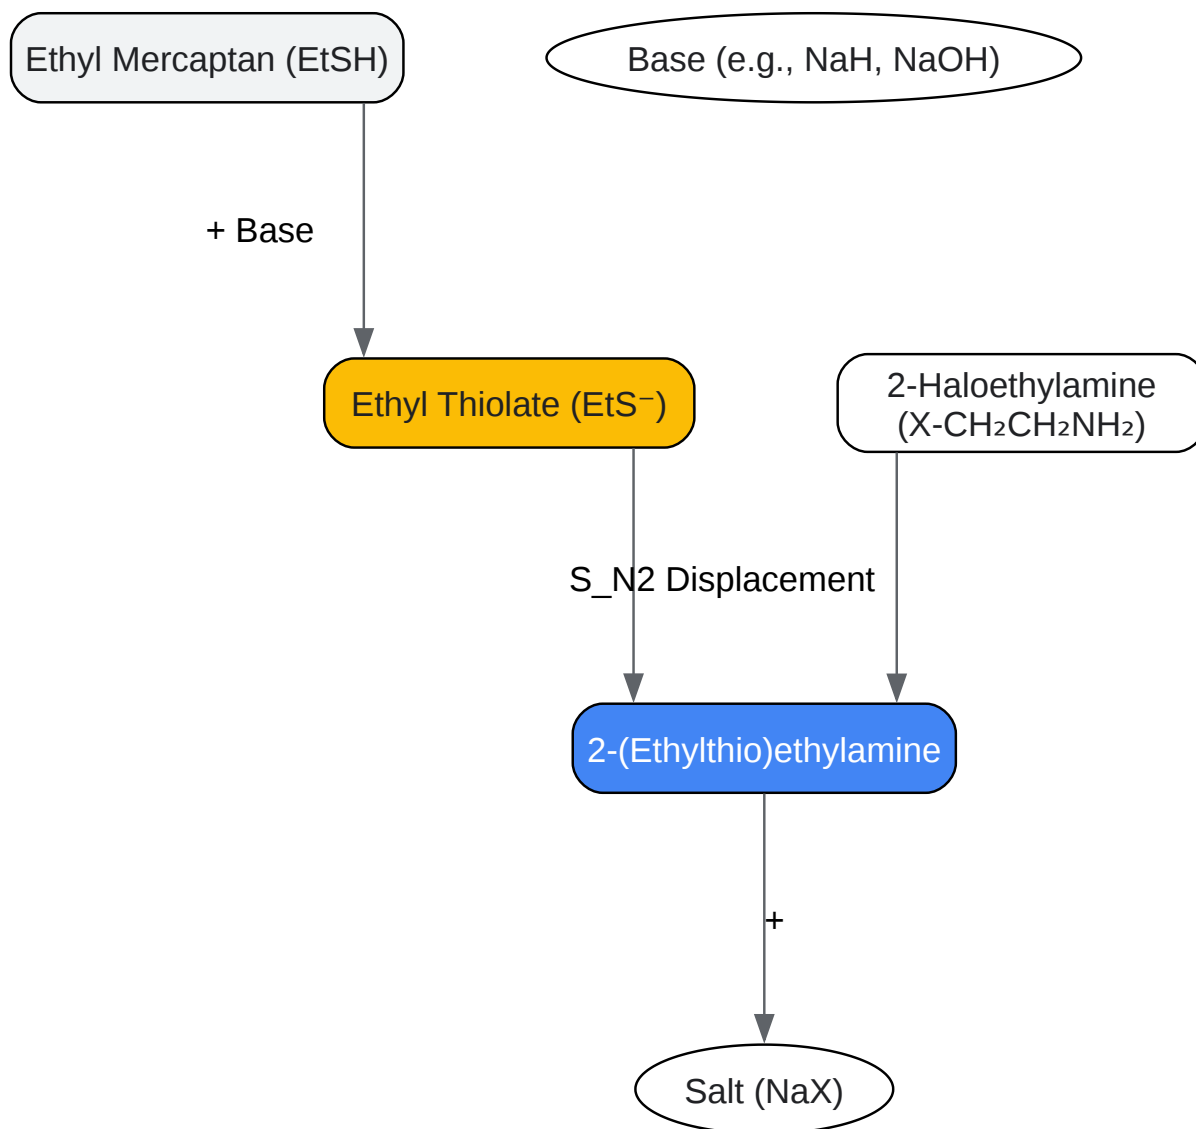 Ethyl Mercaptan (EtSH)
Base (e.g., NaH, NaOH)
+ Base
Ethyl Thiolate (EtS⁻)
2-Haloethylamine
(X-CH₂CH₂NH₂)
S_N2 Displacement
2-(Ethylthio)ethylamine
+
Salt (NaX)